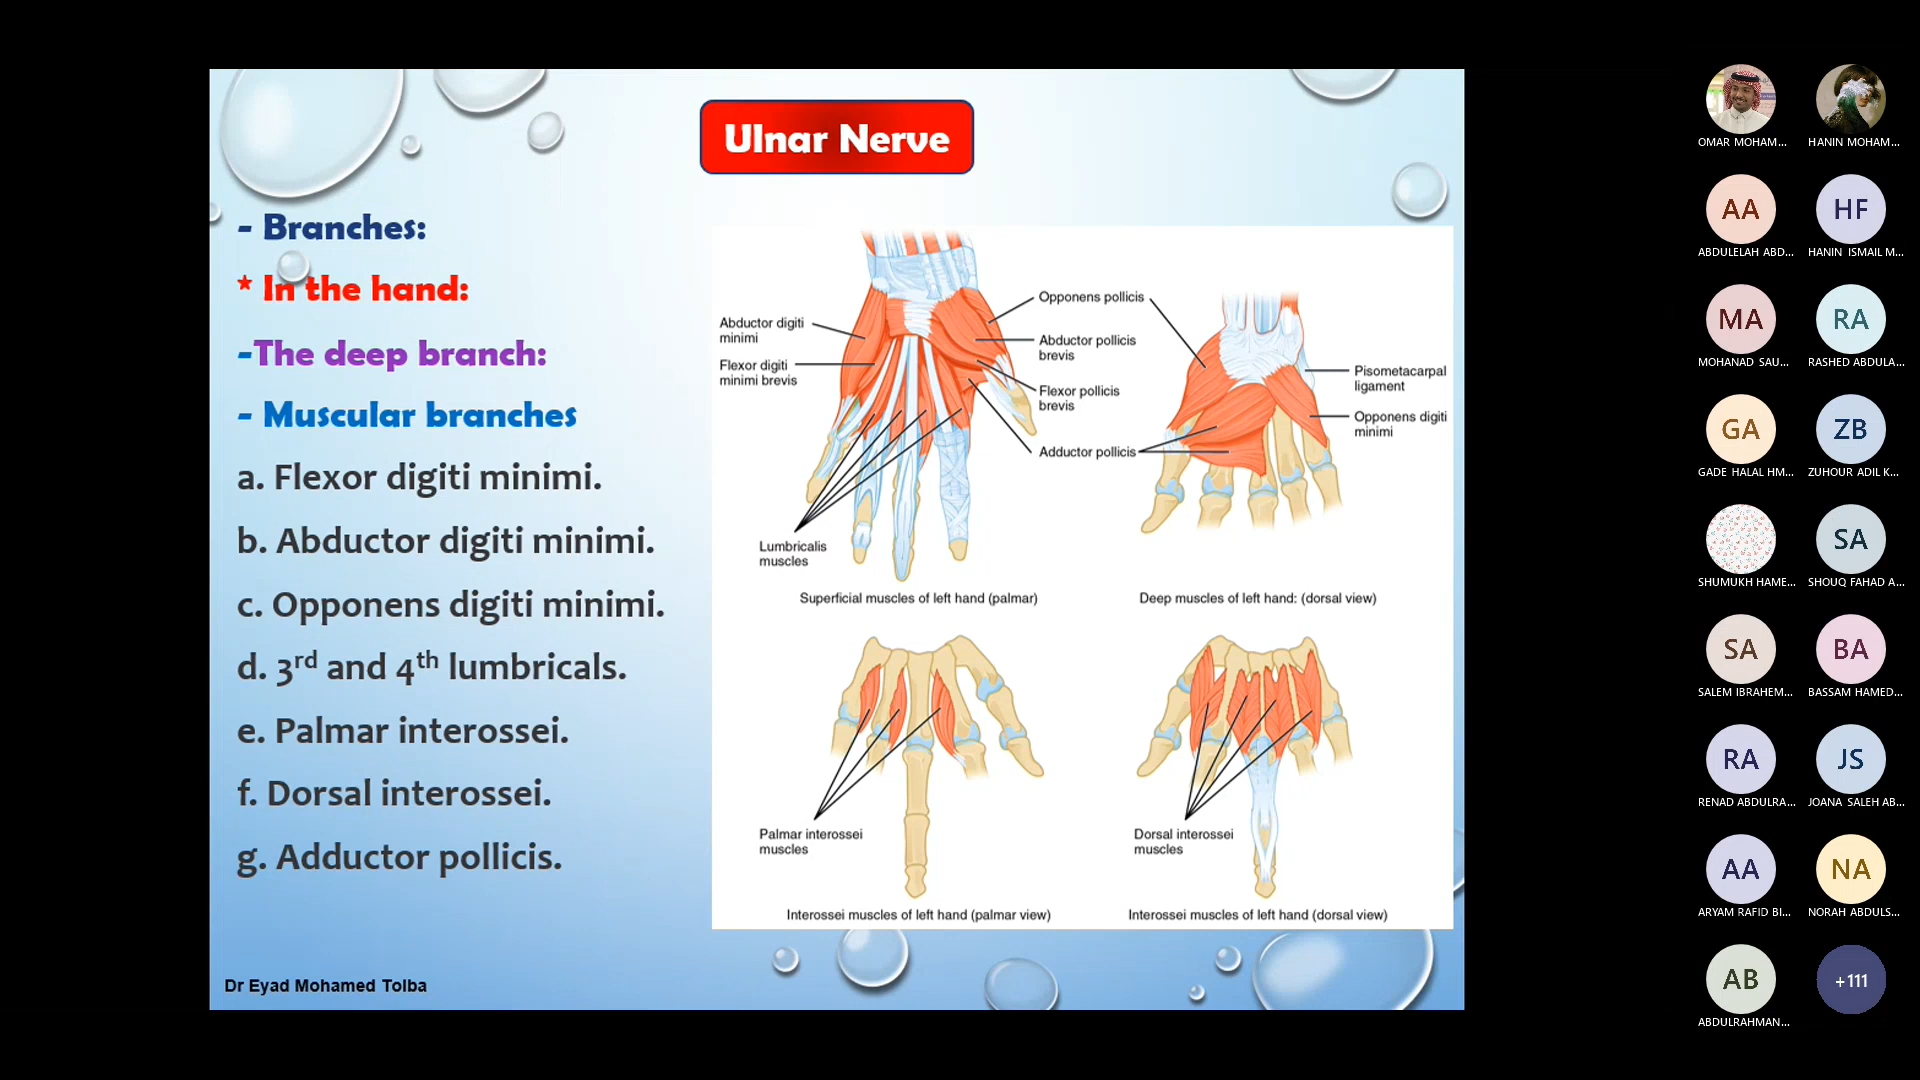 Ulnar Nerve
- Branches:
* In the hand:
-The deep branch:
- Muscular branches
a. Flexor digiti minimi.
b. Abductor digiti minimi.
c. Opponens digiti minimi.
d. 3rd and 4th lumbricals.
e. Palmar interossei.
f. Dorsal interossei.
g. Adductor pollicis.
Dr Eyad Mohamed Tolba
Abductor digiti
minimi
Flexor digiti
minimi brevis
Lumbricalis
muscles
Opponens pollicis
Abductor pollicis
brevis
Flexor pollicis
brevis
Adductor pollicis
Pisometacarpal
ligament
Opponens digiti
minimi
Superficial muscles of left hand (palmar)
Deep muscles of left hand: (dorsal view)
Palmar interossei
muscles
Dorsal interossei
muscles
Interossei muscles of left hand (palmar view)
Interossei muscles of left hand (dorsal view)
OMAR MOHAM...
HANIN MOHAM...
AA
HF
ABDULELAH ABD...
HANIN ISMAIL M...
MA
RA
MOHANAD SAU...
RASHED ABDULA...
GA
ZB
GADE HALAL HM...
ZUHOUR ADIL K...
SA
SHUMUKH HAME...
SHOUQ FAHAD A...
SA
BA
SALEM IBRAHEM...
BASSAM HAMED...
RA
JS
RENAD ABDULRA...
JOANA SALEH AB...
AA
NA
ARYAM RAFID BI...
NORAH ABDULS...
AB
+111
ABDULRAHMAN...